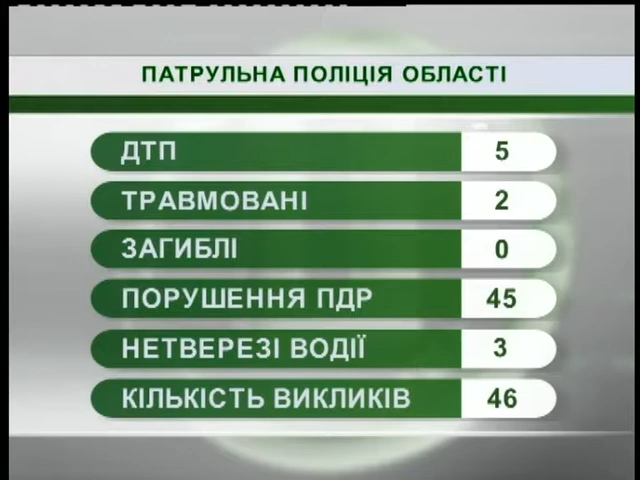 ПАТРУЛЬНА ПОЛІЦІЯ ОБЛАСТІ
ДТП 5
ТРАВМОВАНІ 2
ЗАГИБЛІ 0
ПОРУШЕННЯ ПДР 45
НЕТВЕРЕЗІ ВОДІЇ 3
КІЛЬКІСТЬ ВИКЛИКІВ 46